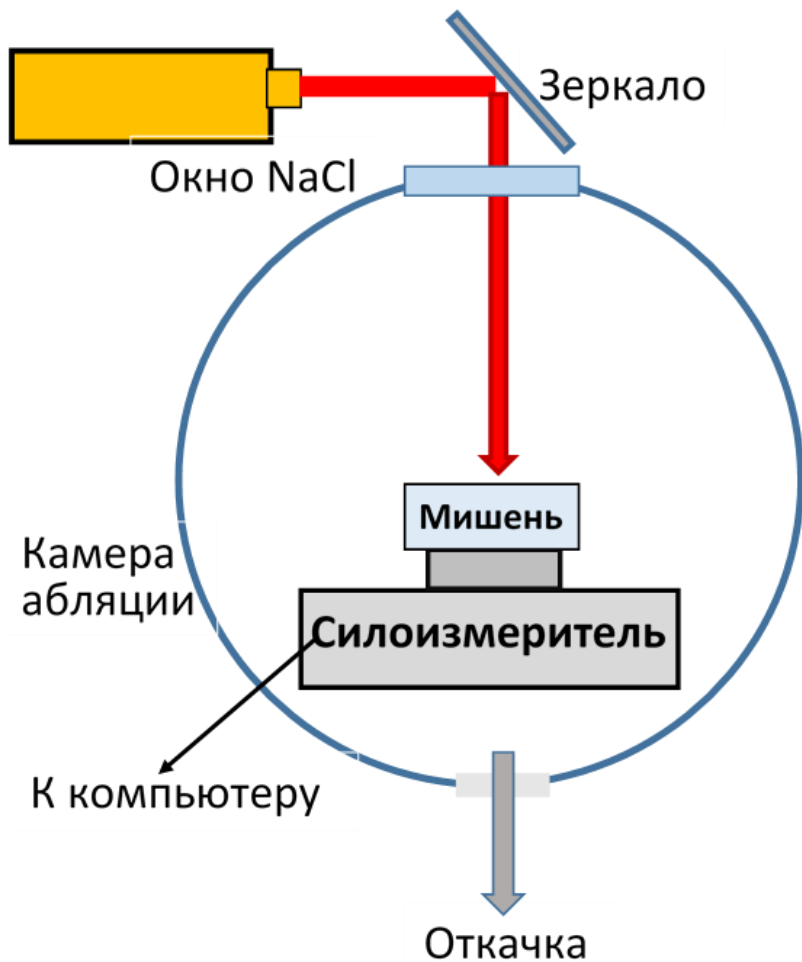 Зеркало
Окно NaCl
Мишень
Камера
абляции
Силоизмеритель
К компьютеру
Откачка